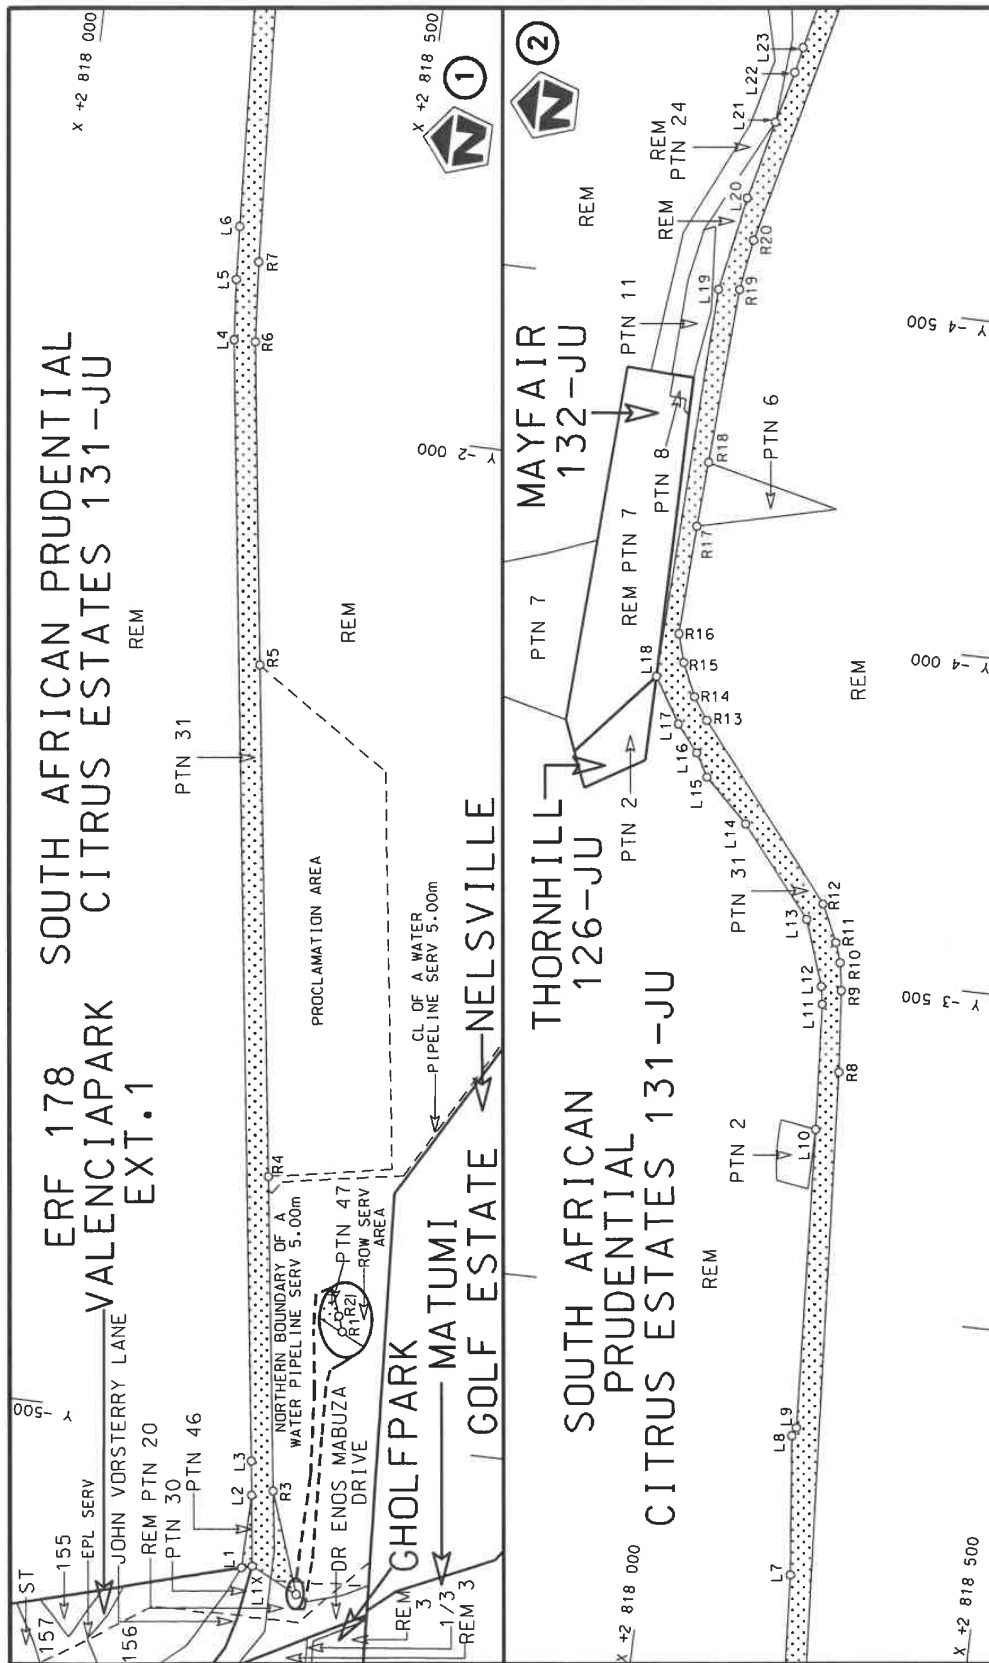 ERF 178
VALENCIAPARK
EXT.1
SOUTH AFRICAN PRUDENTIAL
CITRUS ESTATES 131-JU
X +2 818 000
X +2 818 500
1
N
ST
157
155
EPL SERV
156
JOHN VORSTERRY LANE
REM PTN 20
PTN 30
PTN 46
Y -500
Y -2 000
L1
L1X
L2
L3
L4
L5
L6
R3
R4
R5
R6
R7
PTN 31
REM
REM
PROCLAMATION AREA
NORTHERN BOUNDARY OF A
WATER PIPELINE SERV 5.00m
PTN 47
ROW SERV
AREA
R1
R2
CL OF A WATER
PIPELINE SERV 5.00m
DR ENOS MABUZA
DRIVE
GHOLFPARK
MATUMI
GOLF ESTATE
NELSVILLE
REM
3
1/3
REM 3
2
N
THORNHILL
126-JU
MAYFAIR
132-JU
SOUTH AFRICAN
PRUDENTIAL
CITRUS ESTATES 131-JU
PTN 7
REM PTN 7
PTN 8
PTN 11
REM
REM
PTN 24
REM
PTN 2
PTN 31
PTN 2
PTN 6
REM
REM
L7
L8
L9
L10
L11
L12
L13
L14
L15
L16
L17
L18
L19
L20
L21
L22
L23
R8
R9
R10
R11
R12
R13
R14
R15
R16
R17
R18
R19
R20
X +2 818 000
X +2 818 500
Y -3 500
Y -4 000
Y -4 500